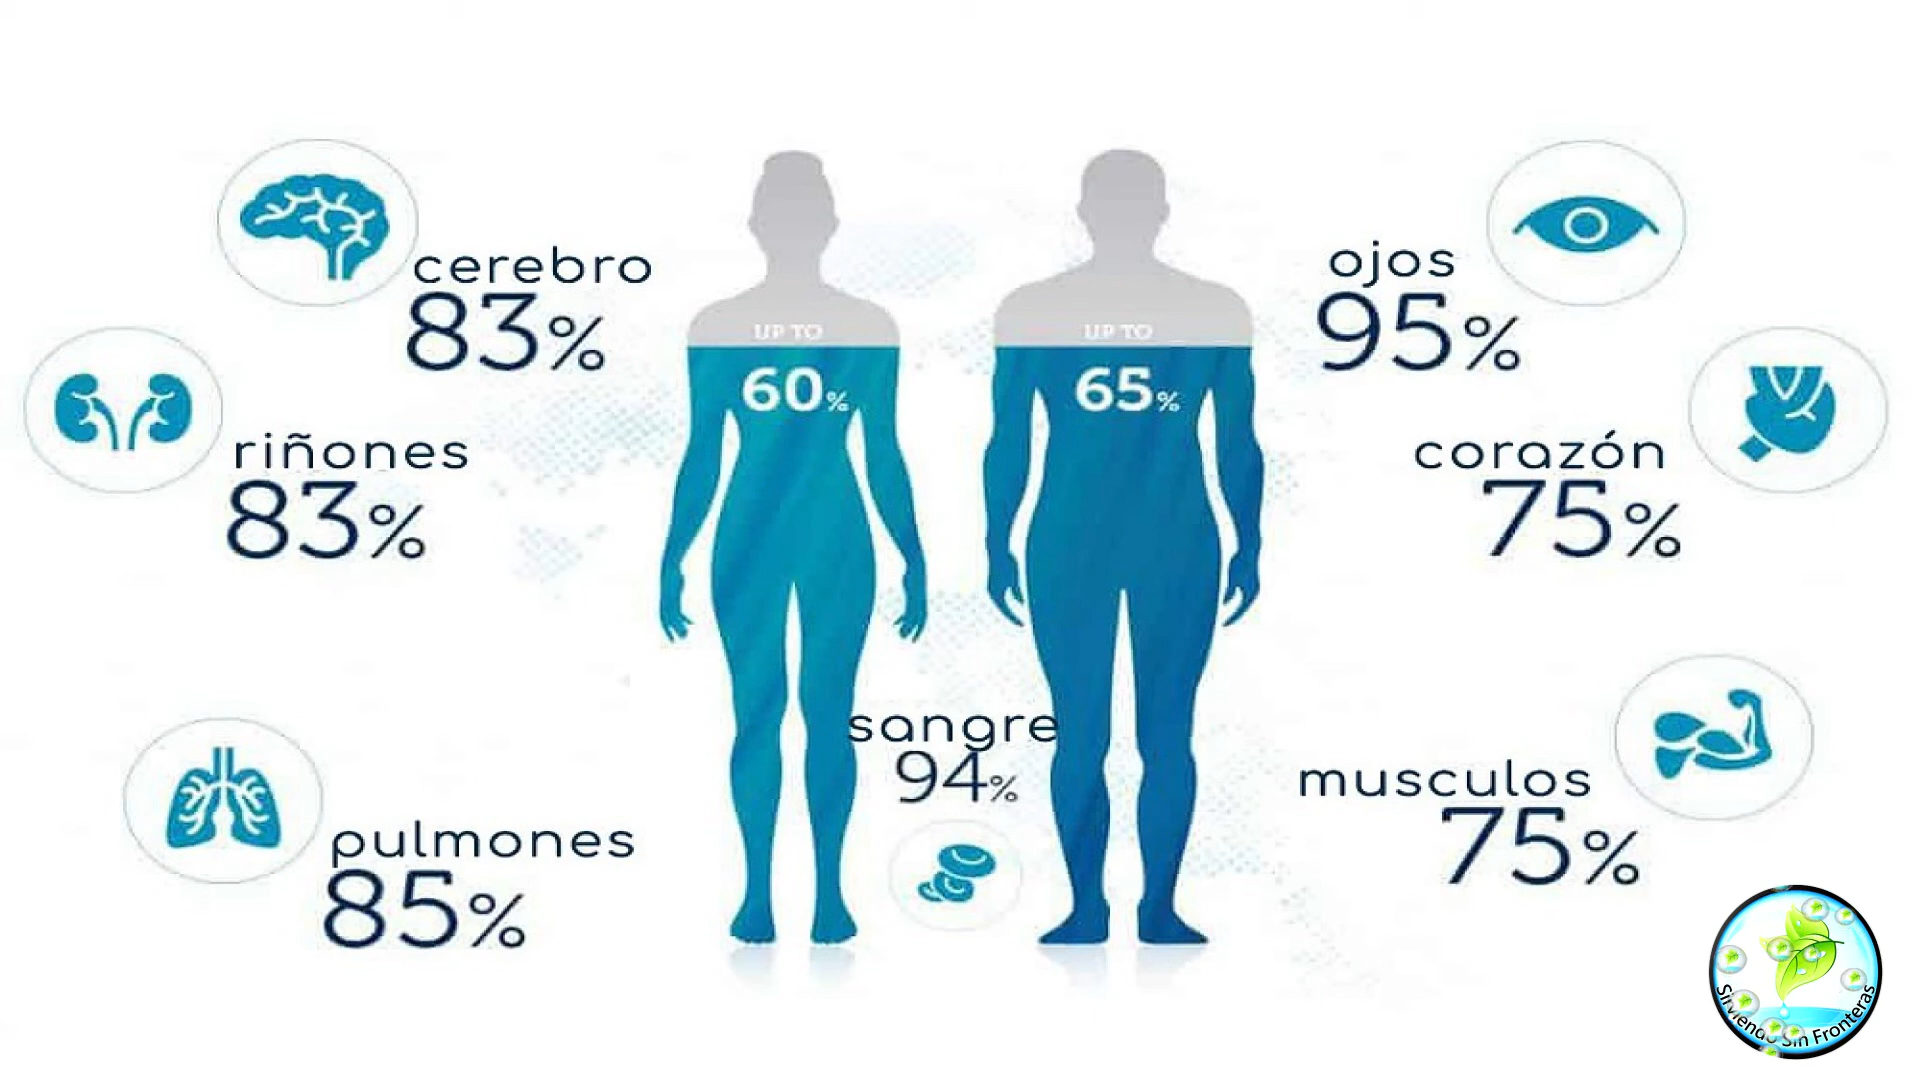 cerebro
83%
riñones
83%
pulmones
85%
UP TO
60%
UP TO
65%
sangre
94%
ojos
95%
corazón
75%
musculos
75%
Sirviendo Sin Fronteras